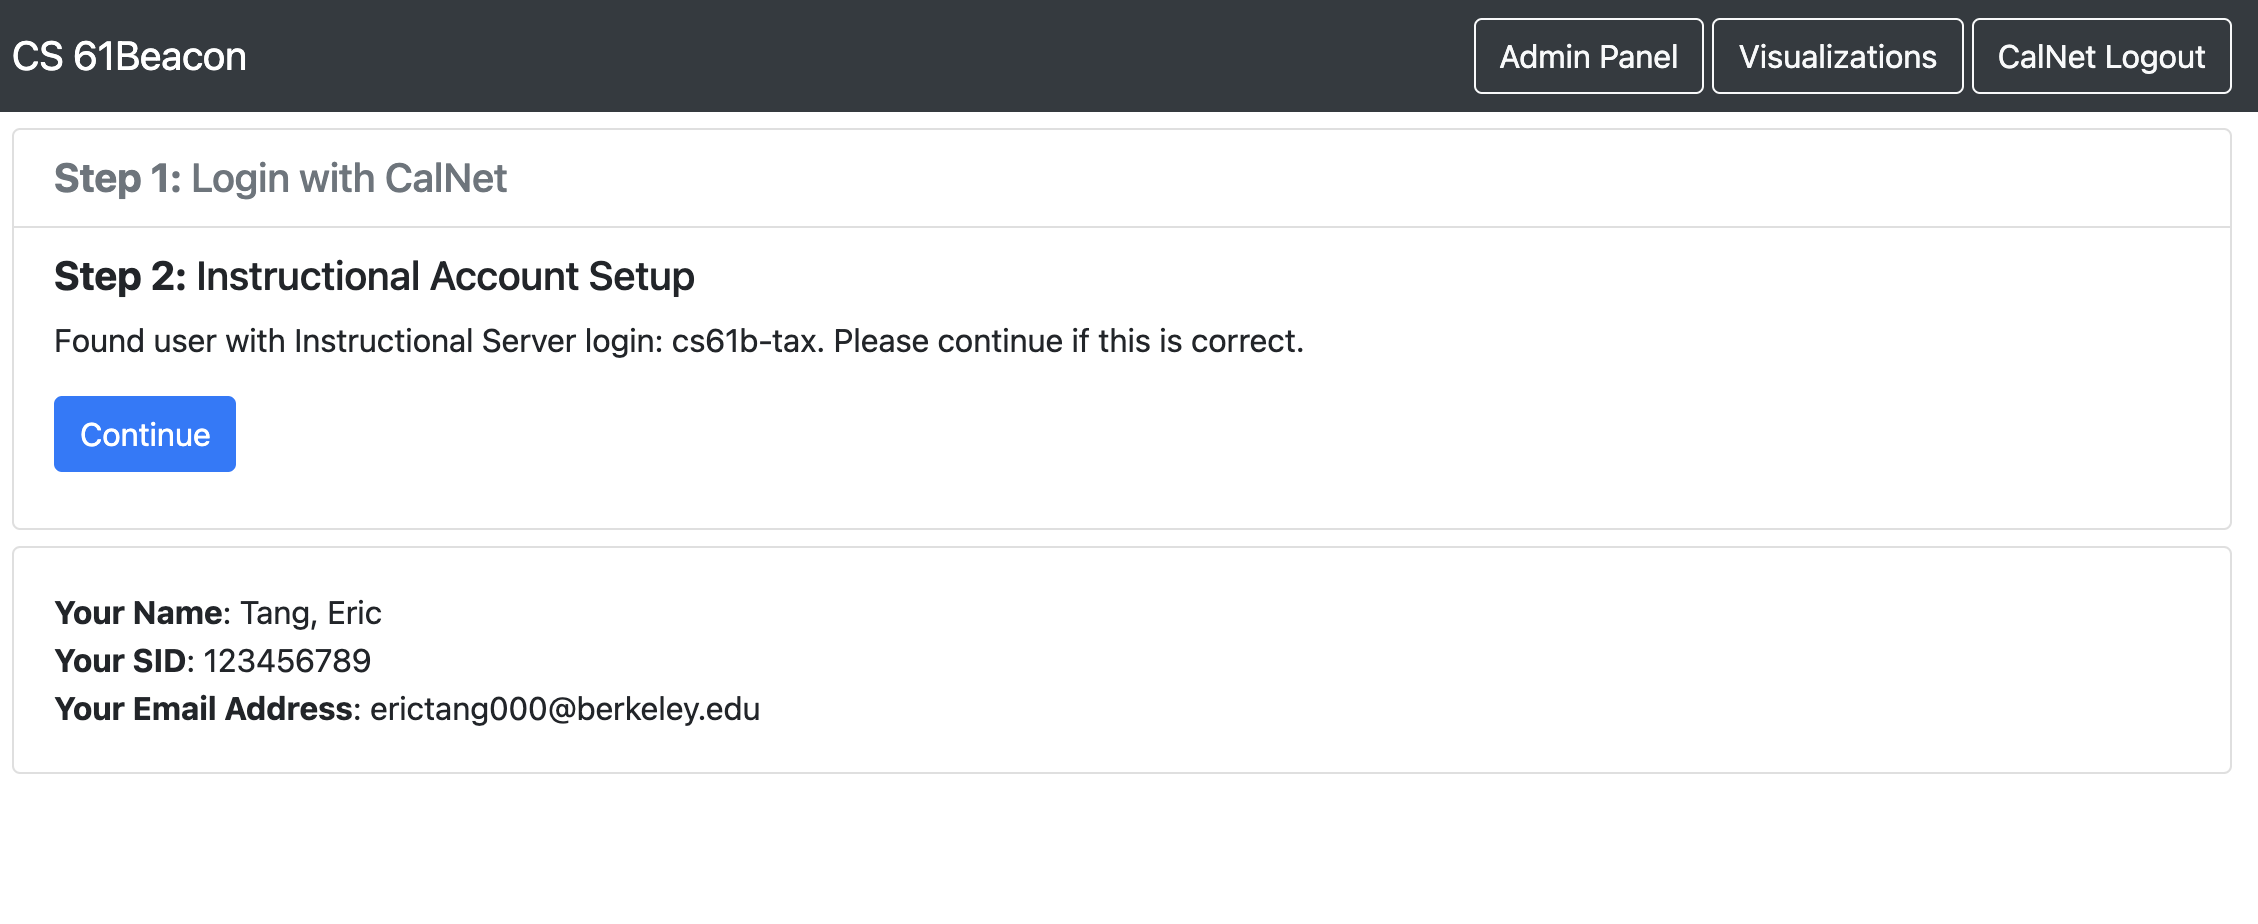 CS 61Beacon
Admin Panel
Visualizations
CalNet Logout
Step 1: Login with CalNet
Step 2: Instructional Account Setup
Found user with Instructional Server login: cs61b-tax. Please continue if this is correct.
Continue
Your Name: Tang, Eric
Your SID: 123456789
Your Email Address: erictang000@berkeley.edu